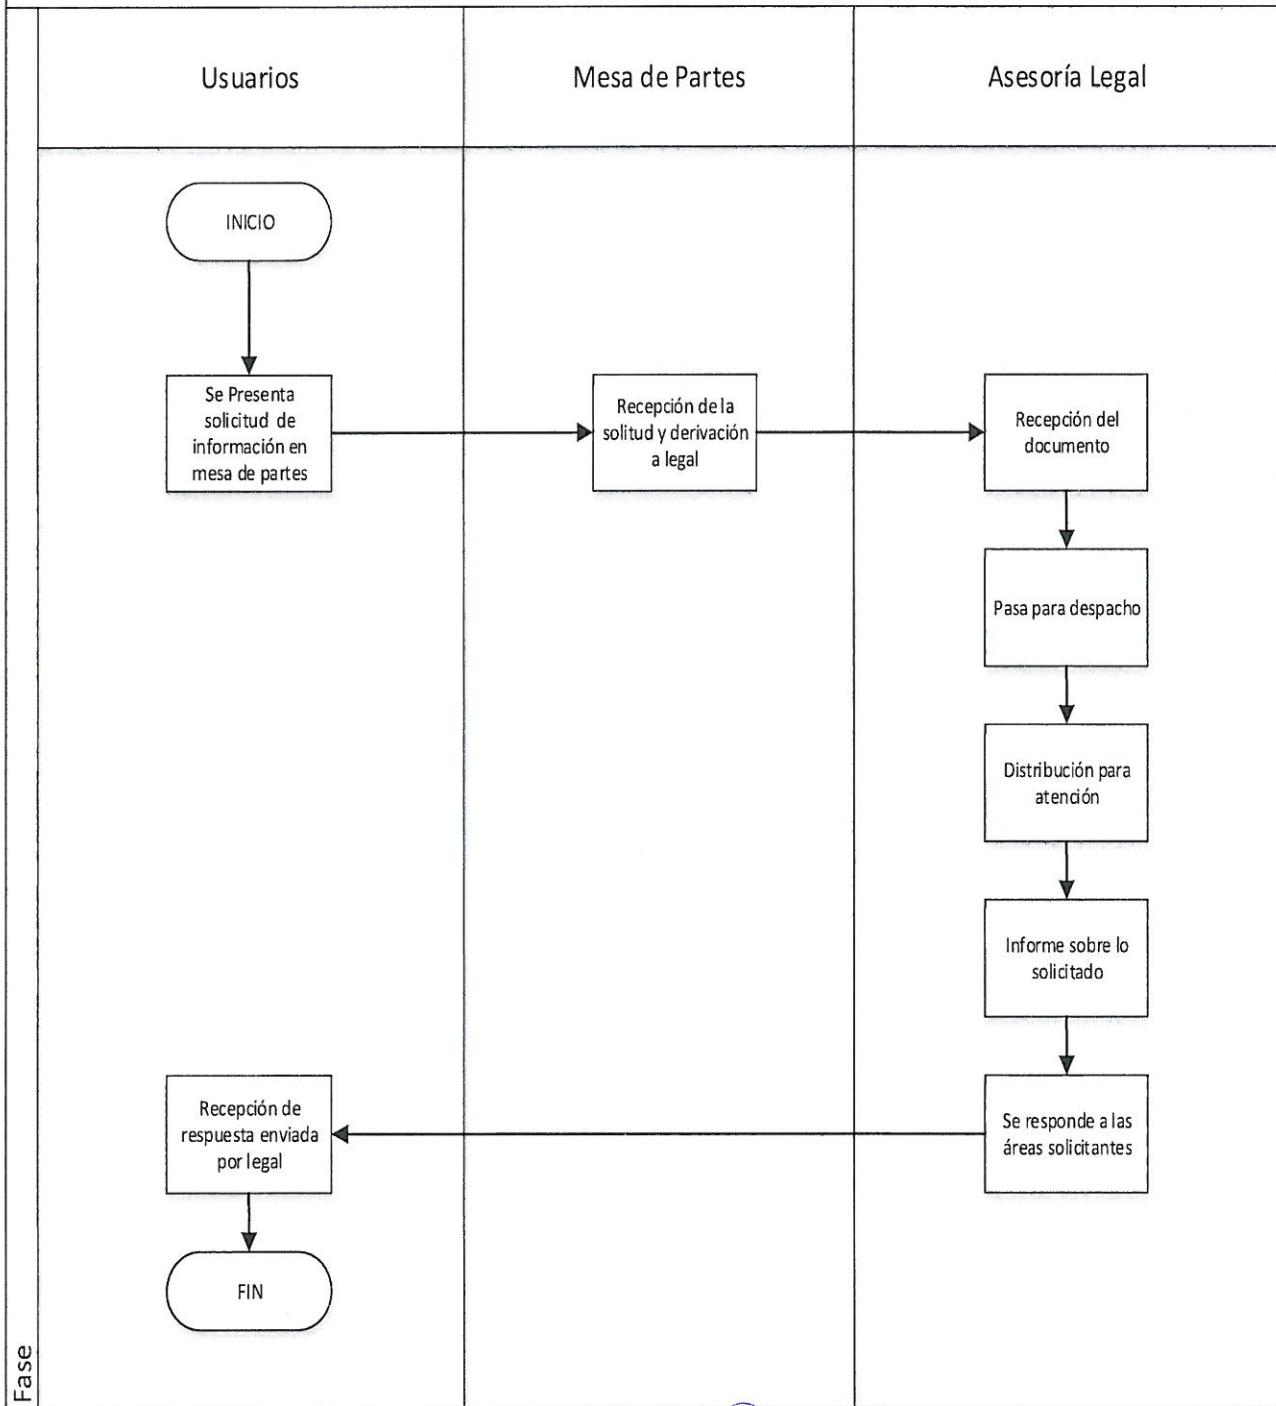 Usuarios
Mesa de Partes
Asesoría Legal
INICIO
Se Presenta
solicitud de
información en
mesa de partes
Recepción de la
solitud y derivación
a legal
Recepción del
documento
Pasa para despacho
Distribución para
atención
Informe sobre lo
solicitado
Se responde a las
áreas solicitantes
Recepción de
respuesta enviada
por legal
FIN
Fase